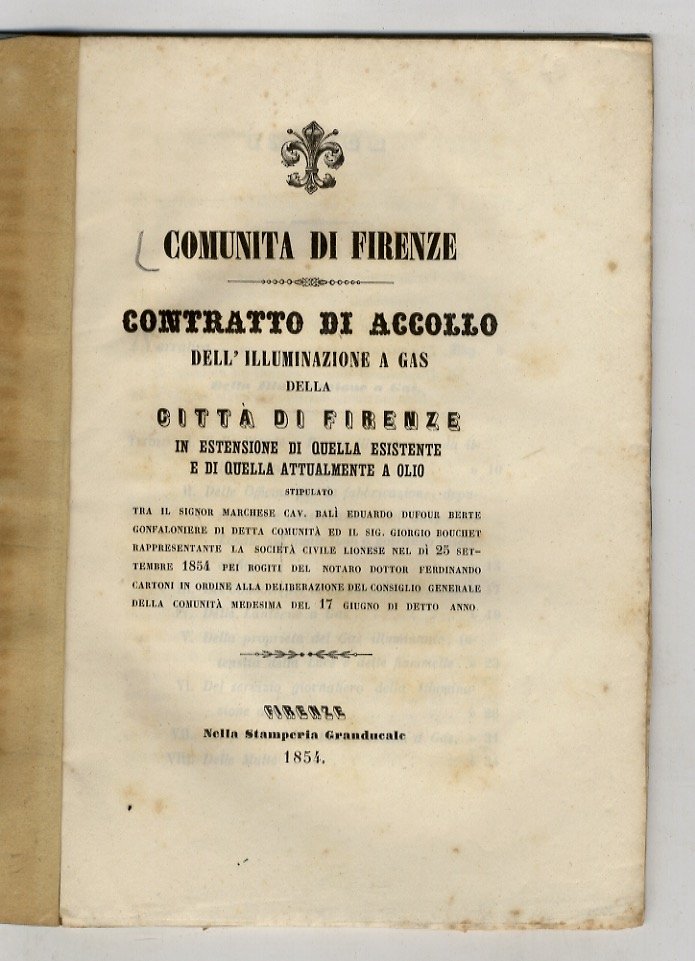 COMUNITA DI FIRENZE
CONTRATTO DI ACCOLLO
DELL'ILLUMINAZIONE A GAS
DELLA
CITTÀ DI FIRENZE
IN ESTENSIONE DI QUELLA ESISTENTE
E DI QUELLA ATTUALMENTE A OLIO
STIPULATO
TRA IL SIGNOR MARCHESE CAV. BALÌ EDUARDO DUFOUR BERTE
GONFALONIERE DI DETTA COMUNITÀ ED IL SIG. GIORGIO BOUCHET
RAPPRESENTANTE LA SOCIETÀ CIVILE LIONESE NEL DÌ 25 SET-
TEMBRE 1854 PEI ROGITI DEL NOTARO DOTTOR FERDINANDO
CARTONI IN ORDINE ALLA DELIBERAZIONE DEL CONSIGLIO GENERALE
DELLA COMUNITÀ MEDESIMA DEL 17 GIUGNO DI DETTO ANNO
FIRENZE
Nella Stamperia Granducale
1854.